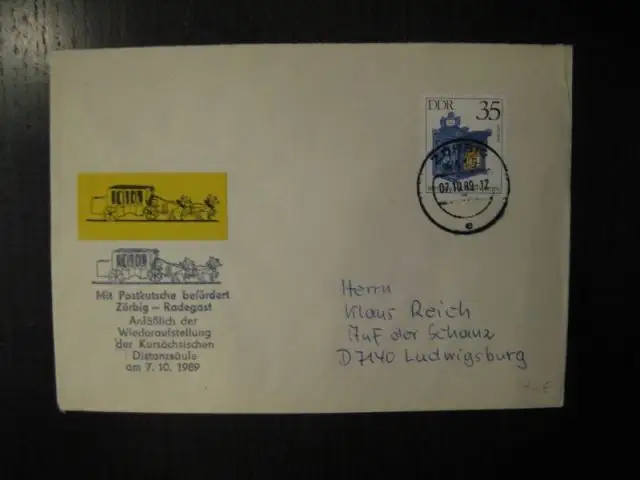 DDR 35
07.10.89-12
e
Mit Postkutsche befördert
Zörbig – Radegast
Anläßlich der
Wiederaufstellung
der Kursächsischen
Distanzsäule
am 7. 10. 1989
Herrn
Klaus Reich
Auf der Schanz
D7140 Ludwigsburg